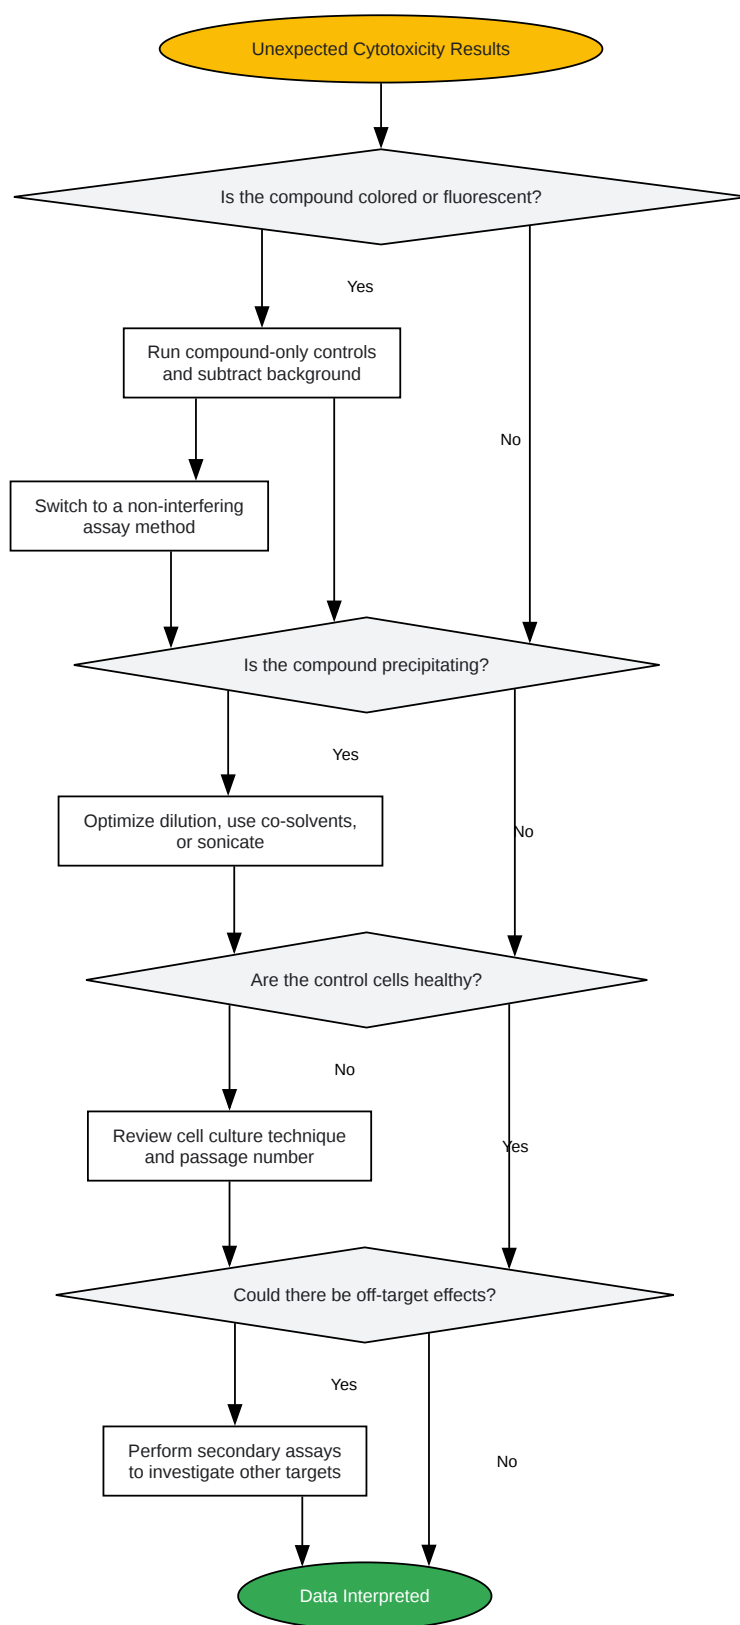 Unexpected Cytotoxicity Results
Is the compound colored or fluorescent?
Yes
Run compound-only controls
and subtract background
No
Switch to a non-interfering
assay method
Is the compound precipitating?
Yes
Optimize dilution, use co-solvents,
or sonicate
No
Are the control cells healthy?
No
Review cell culture technique
and passage number
Yes
Could there be off-target effects?
Yes
Perform secondary assays
to investigate other targets
No
Data Interpreted